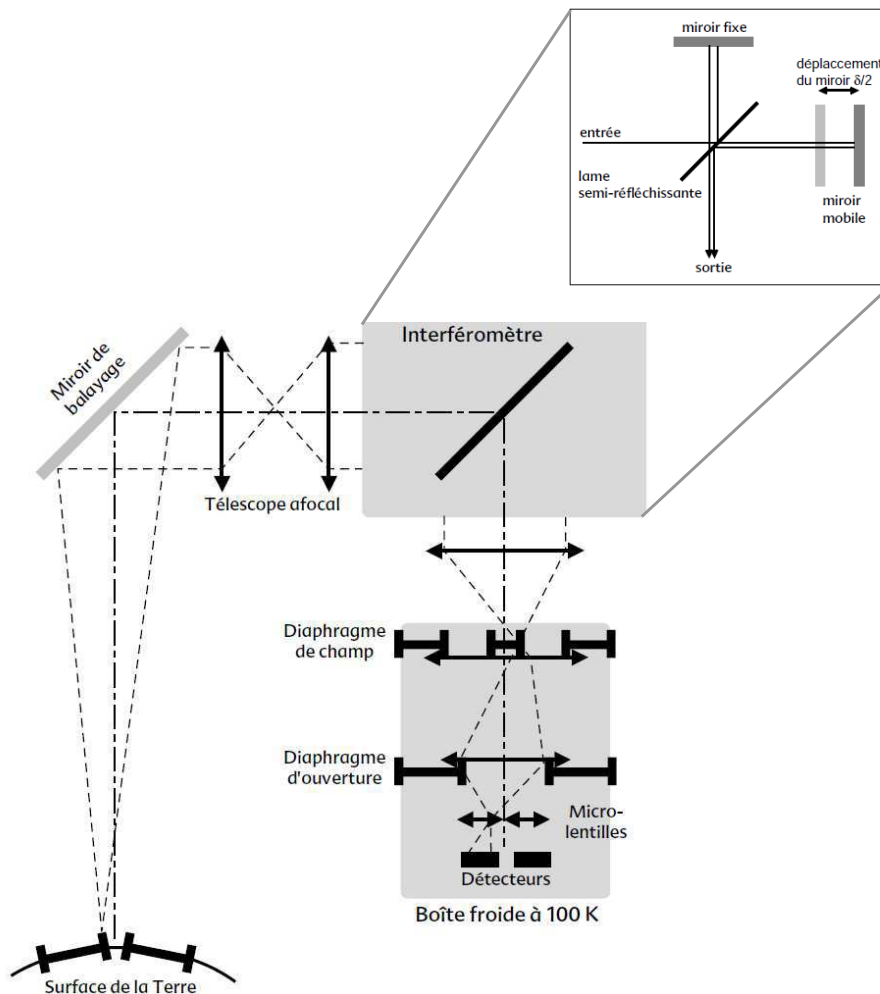 miroir fixe
déplaccement
du miroir δ/2
entrée
lame
semi-réfléchissante
miroir
mobile
sortie
Miroir de
balayage
Interféromètre
Télescope afocal
Diaphragme
de champ
Diaphragme
d'ouverture
Micro-
lentilles
Détecteurs
Boîte froide à 100 K
Surface de la Terre